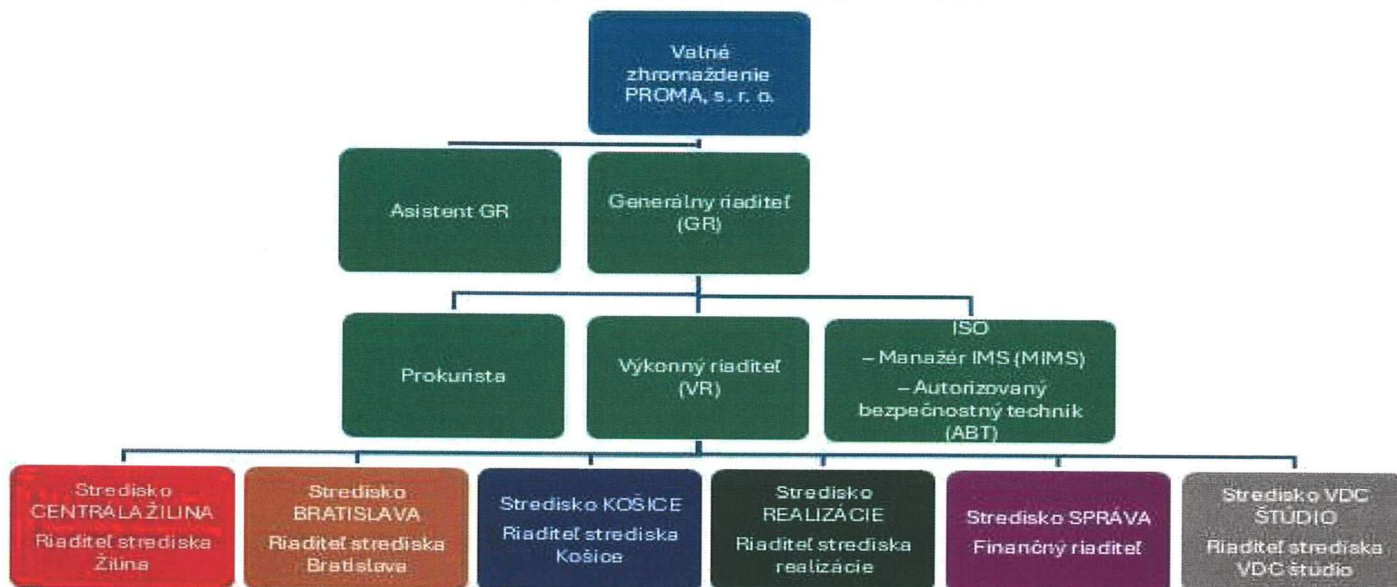 Valné
zhromaždenie
PROMA, s. r. o.
Asistent GR
Generálny riaditeľ
(GR)
Prokurista
Výkonný riaditeľ
(VR)
ISO
– Manažér IMS (MIMS)
– Autorizovaný
bezpečnostný technik
(ABT)
Stredisko
CENTRÁLA ŽILINA
Riaditeľ strediska
Žilina
Stredisko
BRATISLAVA
Riaditeľ strediska
Bratislava
Stredisko KOŠICE
Riaditeľ strediska
Košice
Stredisko
REALIZÁCIE
Riaditeľ strediska
realizácie
Stredisko SPRÁVA
Finančný riaditeľ
Stredisko VDC
ŠTÚDIO
Riaditeľ strediska
VDC štúdio